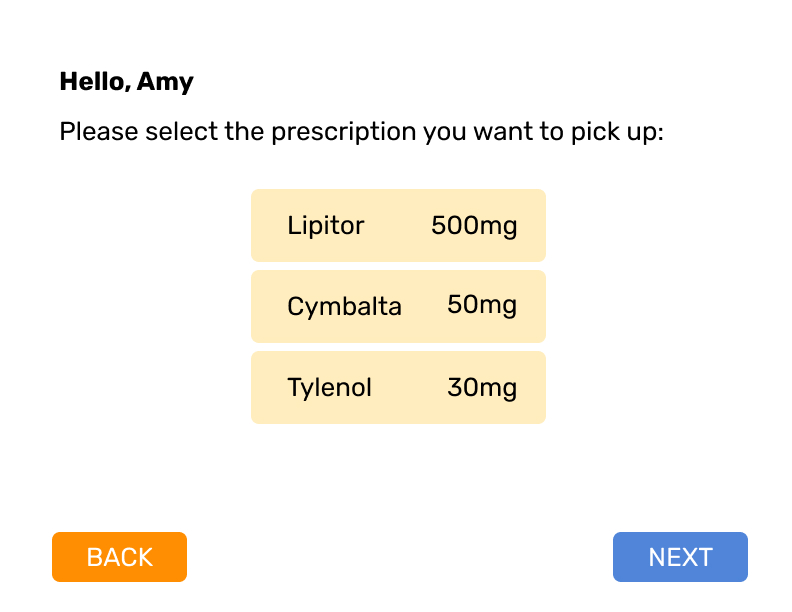 Hello, Amy
Please select the prescription you want to pick up:
Lipitor 500mg
Cymbalta 50mg
Tylenol 30mg
BACK NEXT